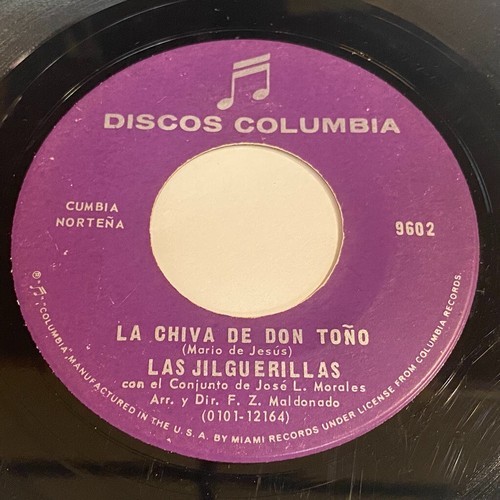 DISCOS COLUMBIA
CUMBIA
NORTEÑA
9602
LA CHIVA DE DON TOÑO
(Mario de Jesús)
LAS JILGUERILLAS
con el Conjunto de José L. Morales
Arr. y Dir. F. Z. Maldonado
(0101-12164)
® "COLUMBIA" MANUFACTURED IN THE U.S.A. BY MIAMI RECORDS UNDER LICENSE FROM COLUMBIA RECORDS.